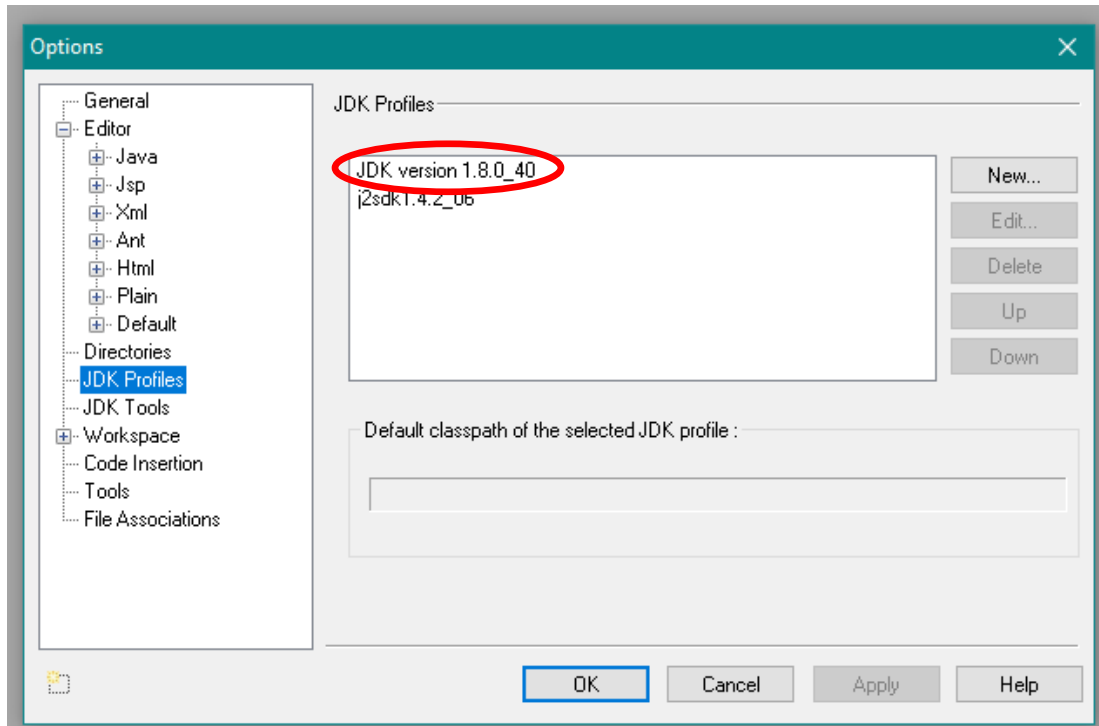 Options
General
Editor
Java
Jsp
Xml
Ant
Html
Plain
Default
Directories
JDK Profiles
JDK Tools
Workspace
Code Insertion
Tools
File Associations
JDK Profiles
JDK version 1.8.0_40
j2sdk1.4.2_06
New...
Edit...
Delete
Up
Down
Default classpath of the selected JDK profile :
OK
Cancel
Apply
Help